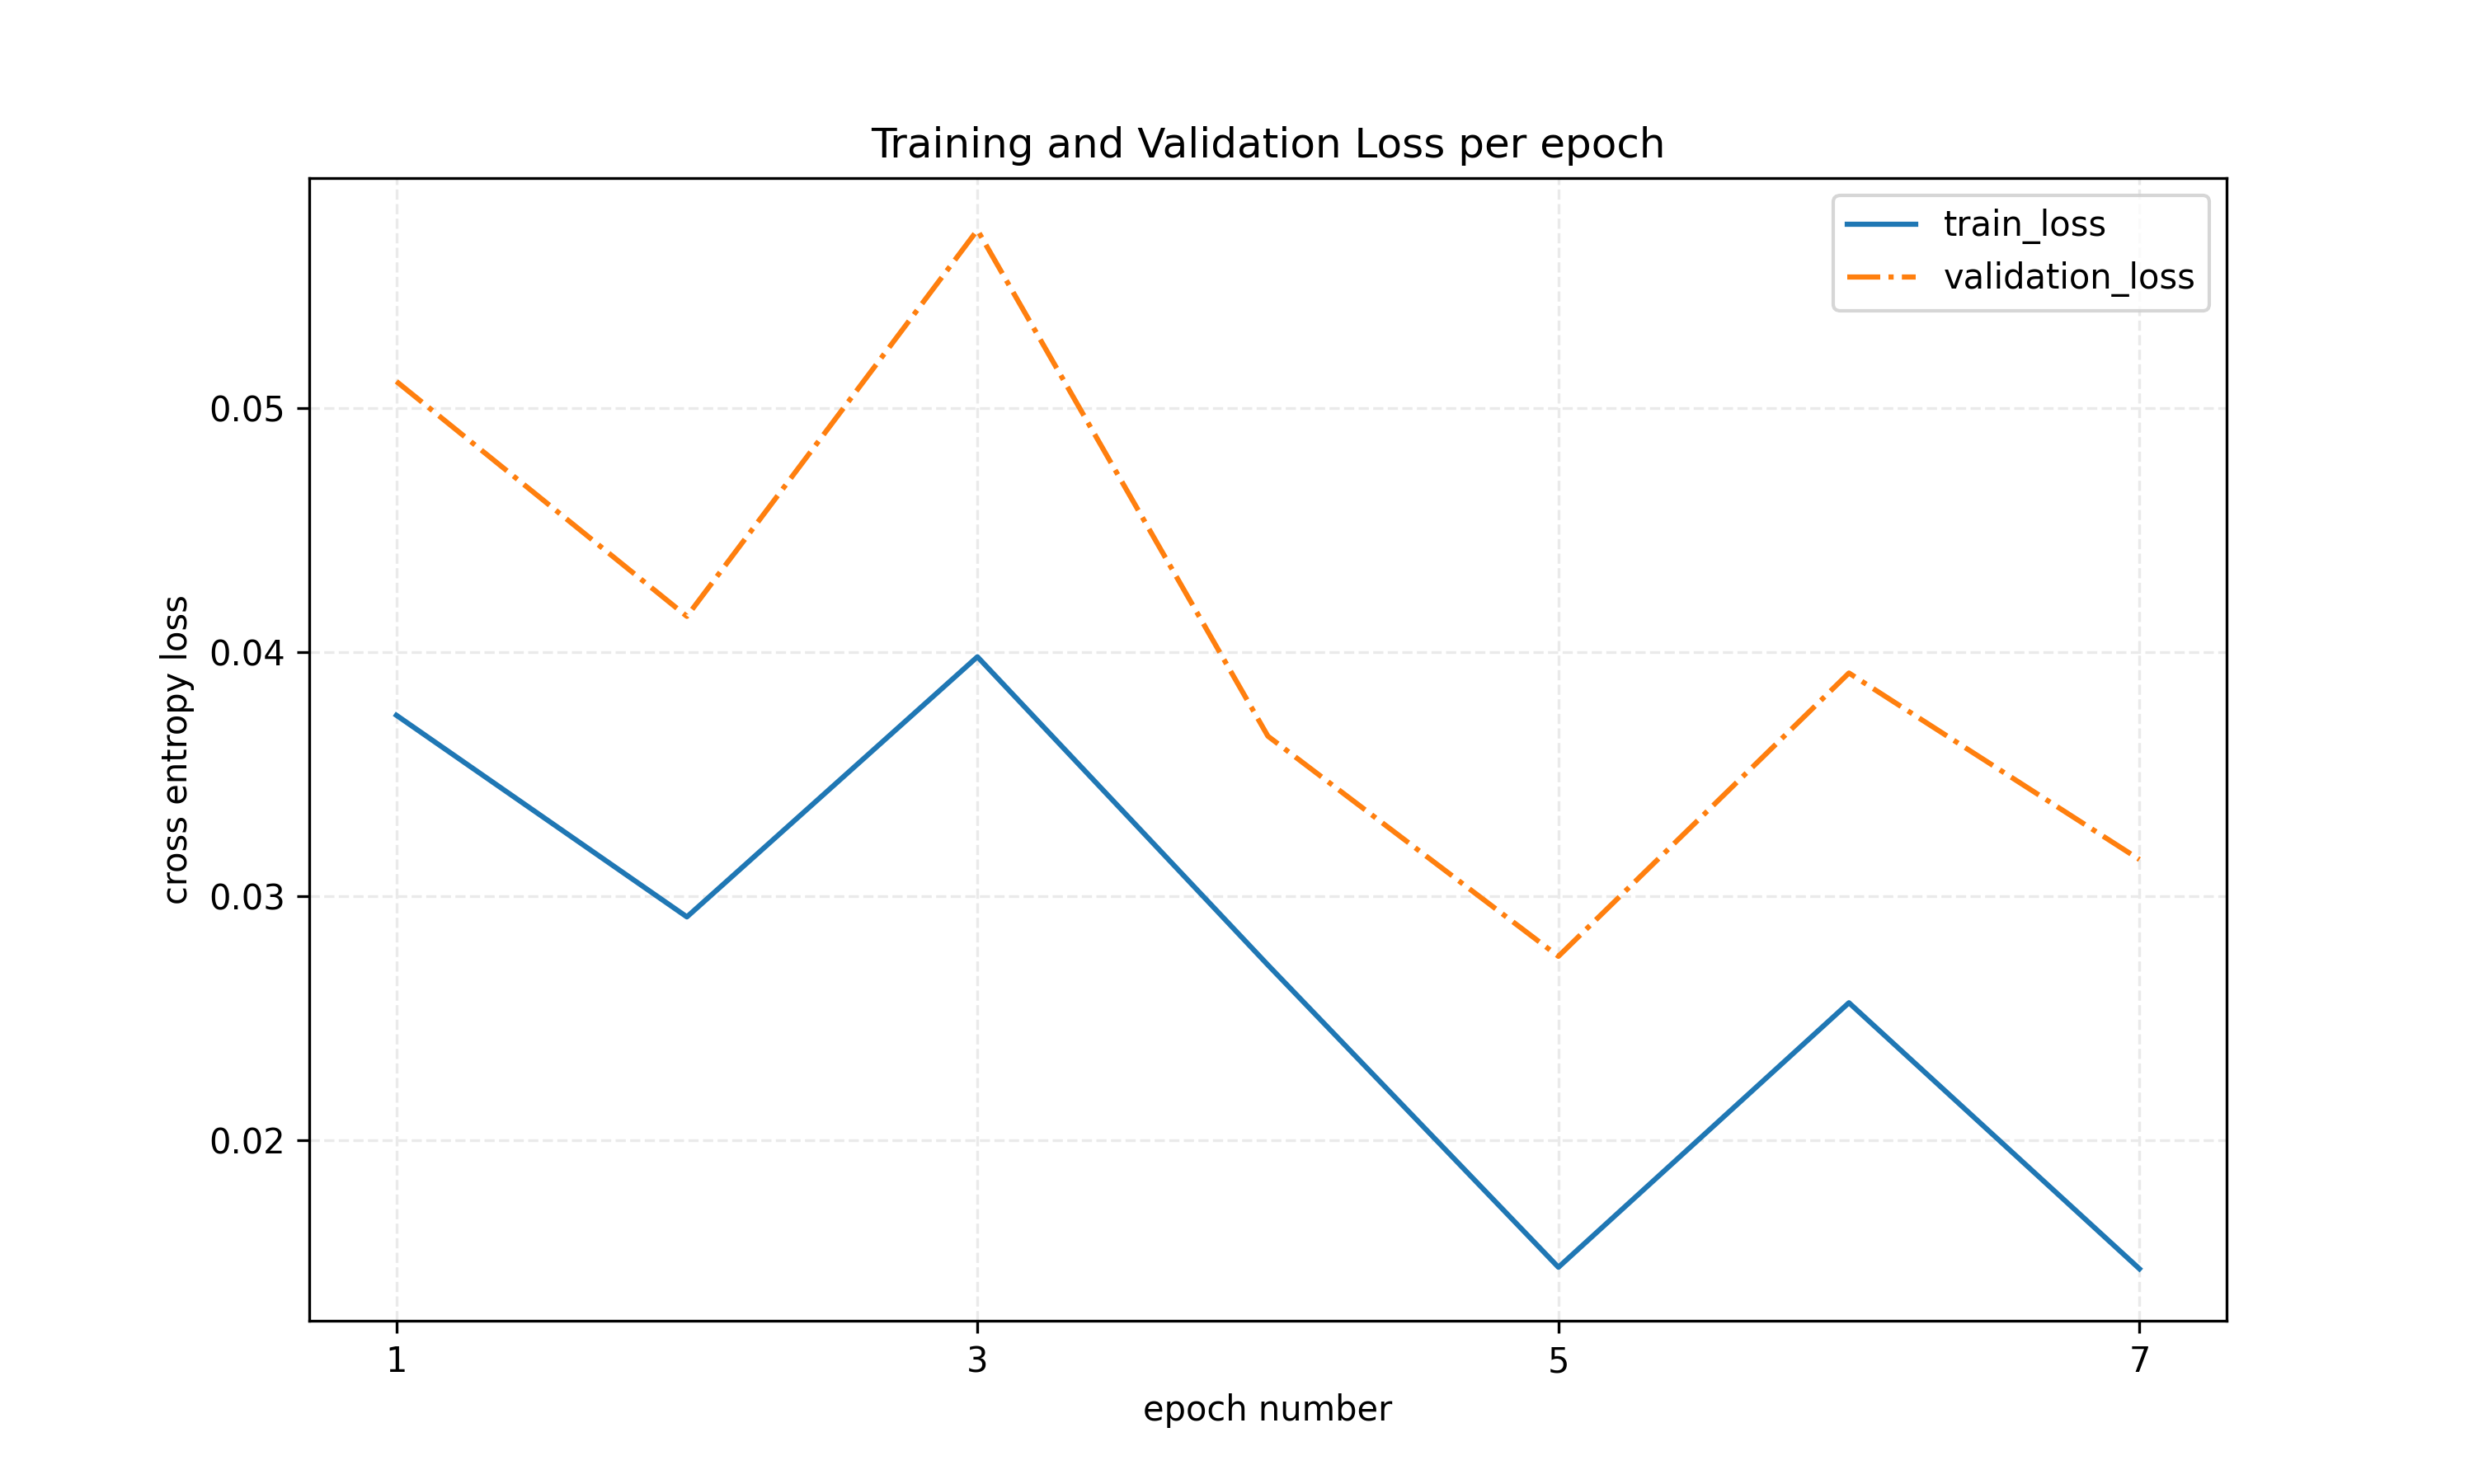 Training and Validation Loss per epoch
train_loss
validation_loss
0.05
0.04
0.03
0.02
cross entropy loss
1 3 5 7
epoch number